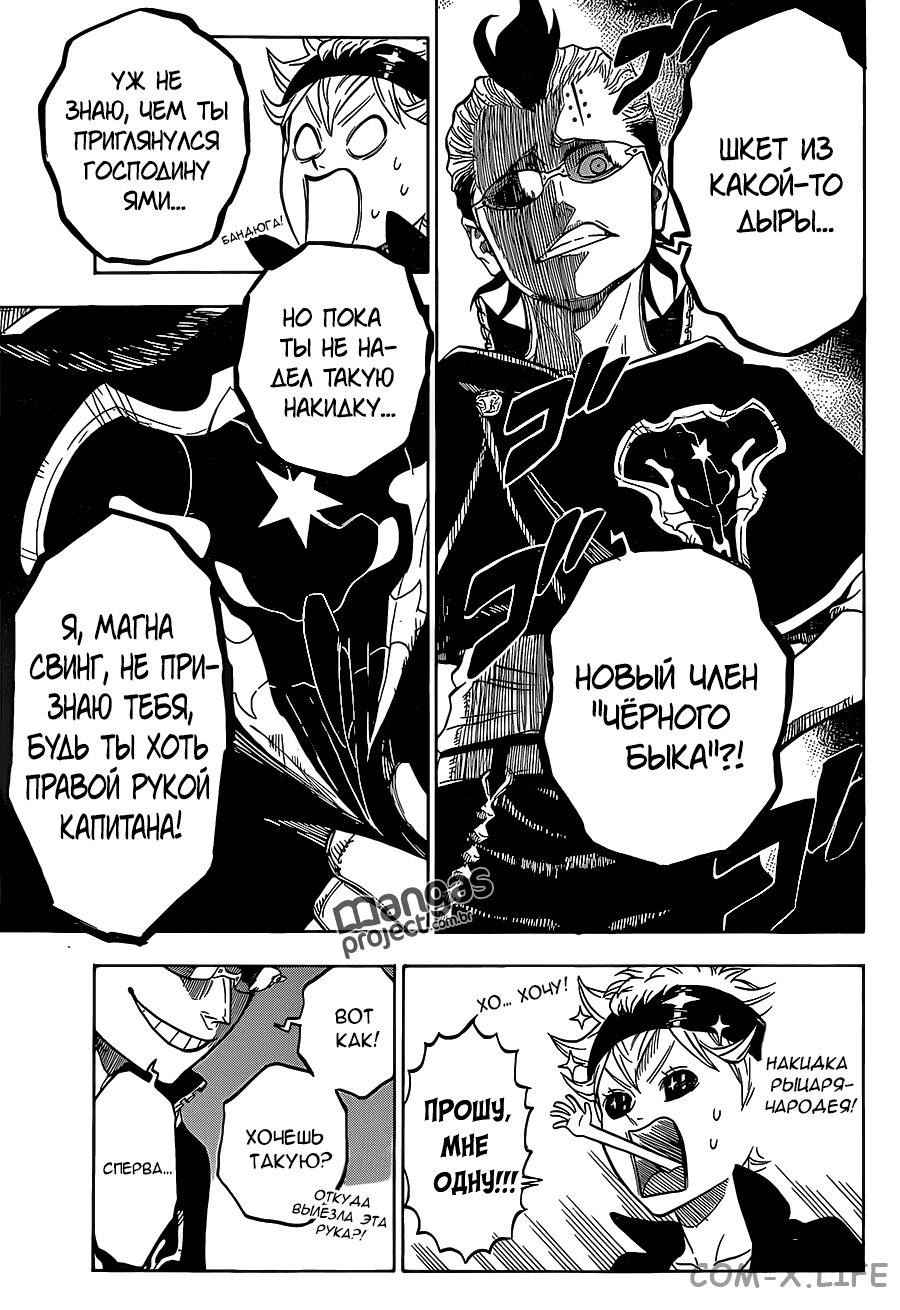 ШКЕТ ИЗ
КАКОЙ-ТО
ДЫРЫ...
НОВЫЙ ЧЛЕН
"ЧЁРНОГО
БЫКА"?!
УЖ НЕ
ЗНАЮ, ЧЕМ ТЫ
ПРИГЛЯНУЛСЯ
ГОСПОДИНУ
ЯМИ...
БАНДЮГА!
НО ПОКА
ТЫ НЕ НА-
ДЕЛ ТАКУЮ
НАКИДКУ...
Я, МАГНА
СВИНГ, НЕ ПРИ-
ЗНАЮ ТЕБЯ,
БУДЬ ТЫ ХОТЬ
ПРАВОЙ РУКОЙ
КАПИТАНА!
mangas
project.com.br
ХО... ХОЧУ!
НАКИДКА
РЫЦАРЯ-
ЧАРОДЕЯ!
ПРОШУ,
МНЕ
ОДНУ!!!
ВОТ
КАК!
ХОЧЕШЬ
ТАКУЮ?
ОТКУДА
ВЫЛЕЗЛА ЭТА
РУКА?!
СПЕРВА...
COM-X.LIFE